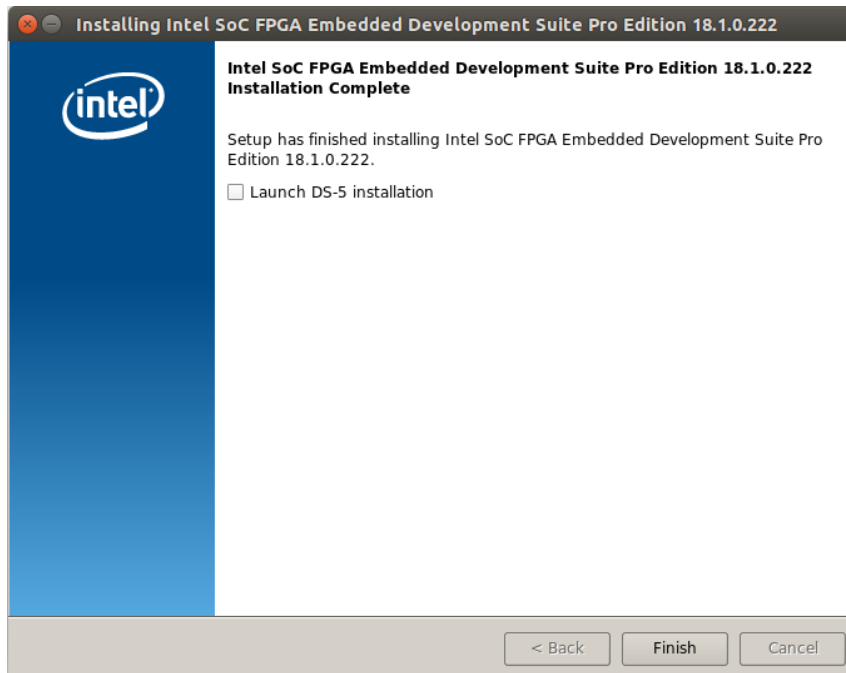 Installing Intel SoC FPGA Embedded Development Suite Pro Edition 18.1.0.222
intel
Intel SoC FPGA Embedded Development Suite Pro Edition 18.1.0.222
Installation Complete
Setup has finished installing Intel SoC FPGA Embedded Development Suite Pro
Edition 18.1.0.222.
Launch DS-5 installation
< Back Finish Cancel